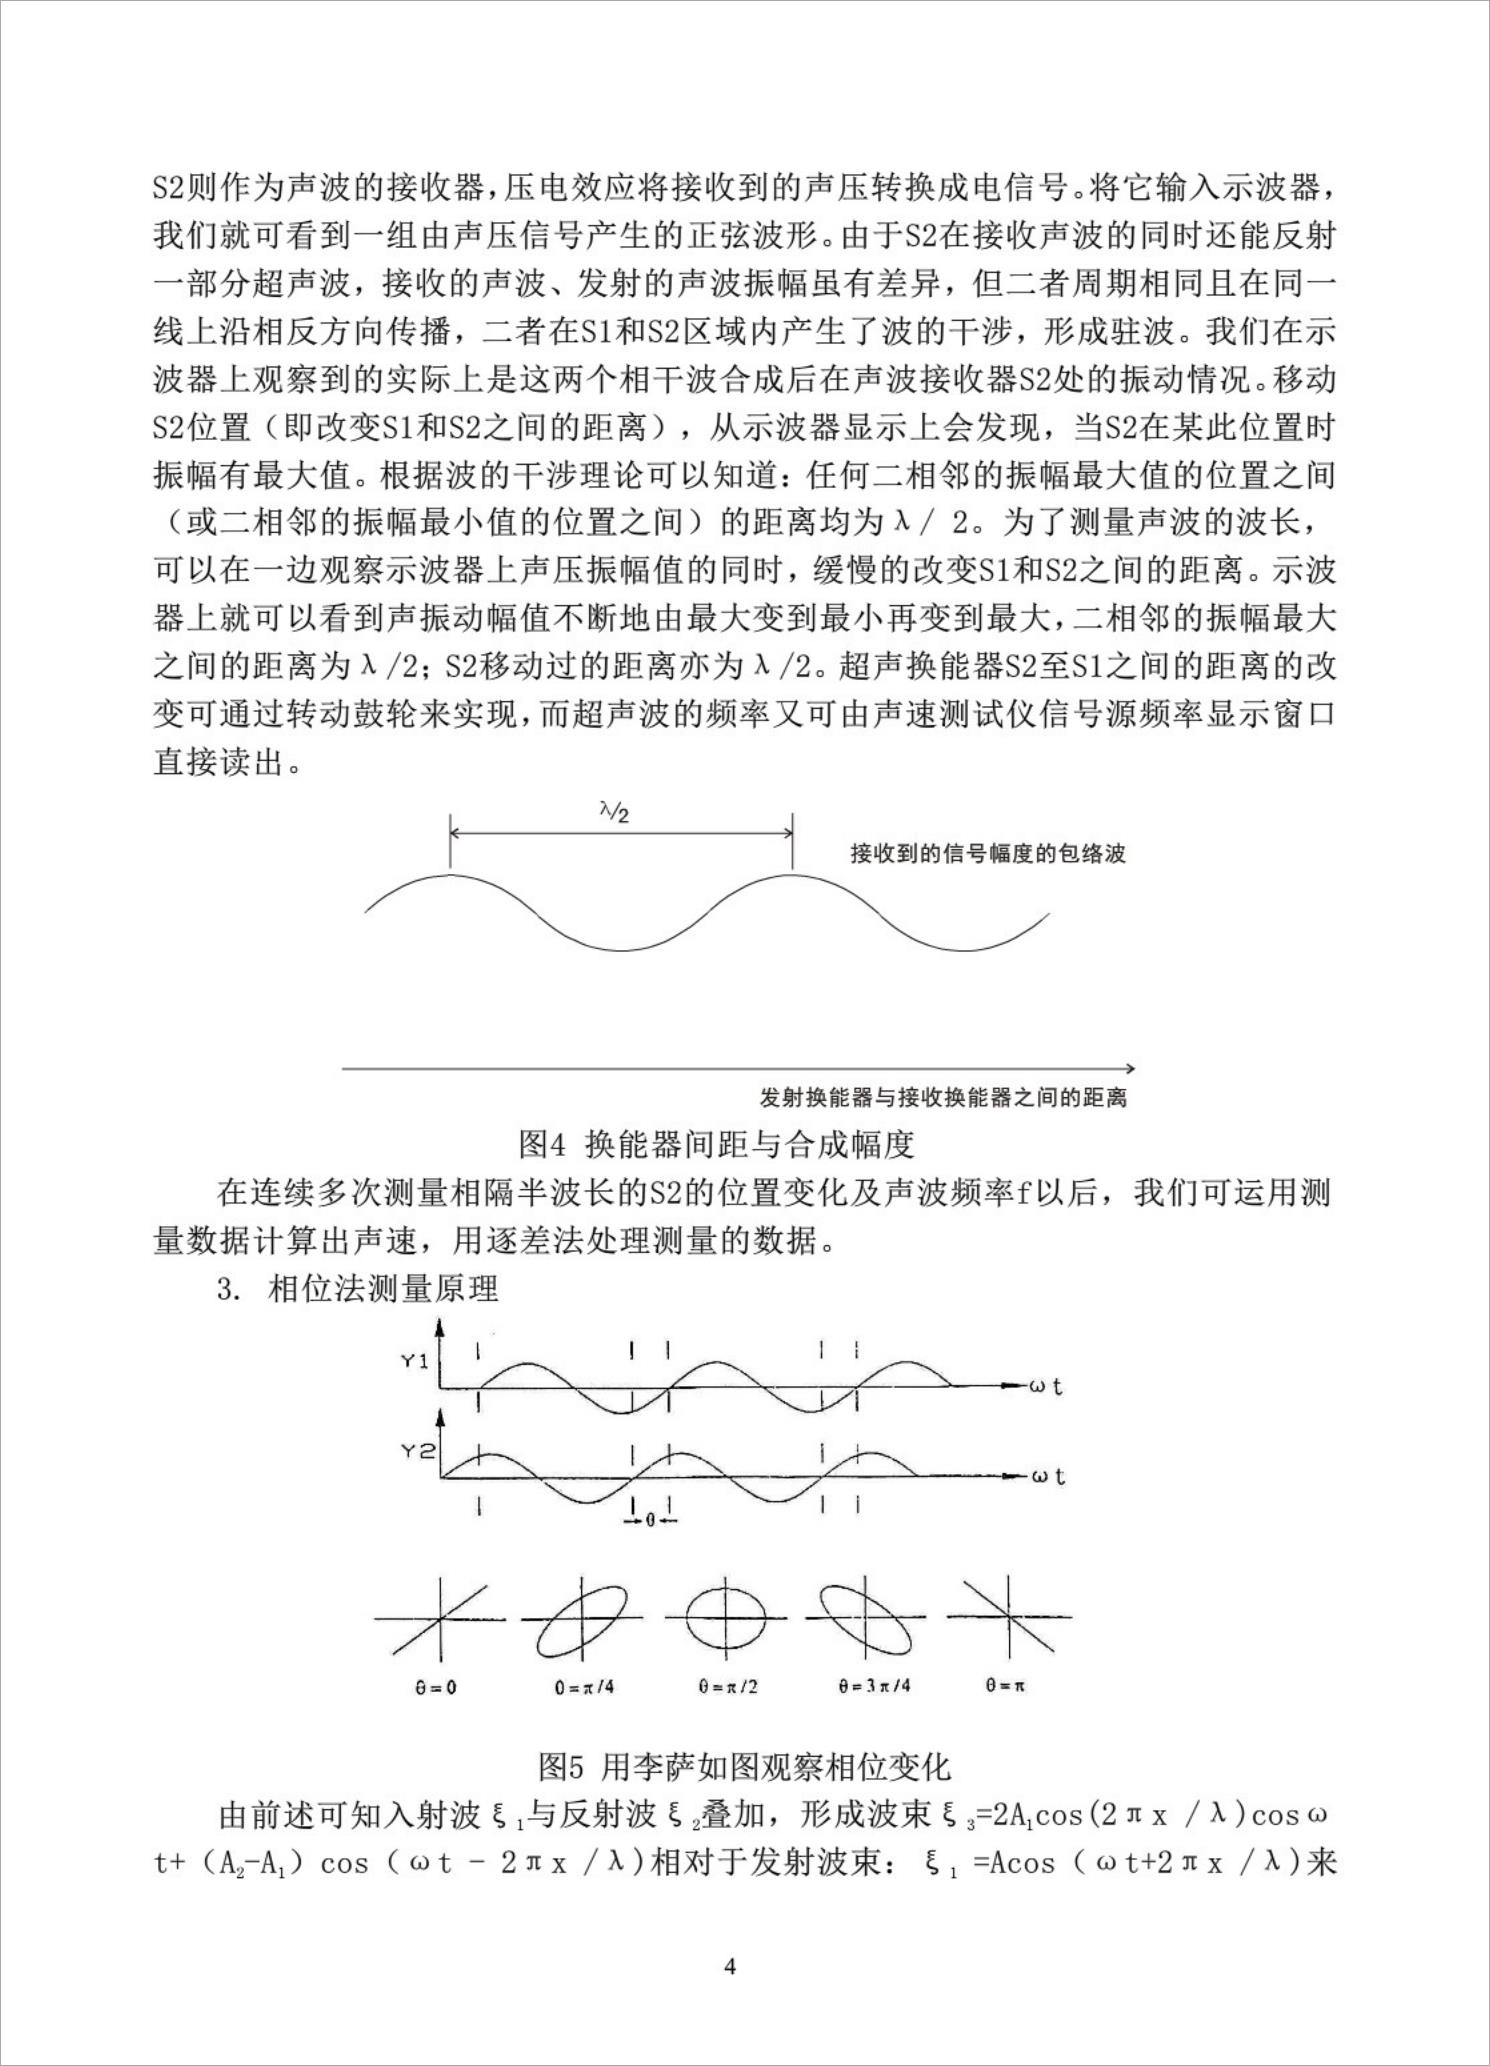 S2则作为声波的接收器，压电效应将接收到的声压转换成电信号。将它输入示波器，
我们就可看到一组由声压信号产生的正弦波形。由于S2在接收声波的同时还能反射
一部分超声波，接收的声波、发射的声波振幅虽有差异，但二者周期相同且在同一
线上沿相反方向传播，二者在S1和S2区域内产生了波的干涉，形成驻波。我们在示
波器上观察到的实际上是这两个相干波合成后在声波接收器S2处的振动情况。移动
S2位置（即改变S1和S2之间的距离），从示波器显示上会发现，当S2在某此位置时
振幅有最大值。根据波的干涉理论可以知道：任何二相邻的振幅最大值的位置之间
（或二相邻的振幅最小值的位置之间）的距离均为λ/ 2。为了测量声波的波长，
可以在一边观察示波器上声压振幅值的同时，缓慢的改变S1和S2之间的距离。示波
器上就可以看到声振动幅值不断地由最大变到最小再变到最大，二相邻的振幅最大
之间的距离为λ/2；S2移动过的距离亦为λ/2。超声换能器S2至S1之间的距离的改
变可通过转动鼓轮来实现，而超声波的频率又可由声速测试仪信号源频率显示窗口
直接读出。
λ/2
接收到的信号幅度的包络波
发射换能器与接收换能器之间的距离
图4 换能器间距与合成幅度
在连续多次测量相隔半波长的S2的位置变化及声波频率f以后，我们可运用测
量数据计算出声速，用逐差法处理测量的数据。
3. 相位法测量原理
Y1
ωt
Y2
ωt
θ
θ=0 θ=π/4 θ=π/2 θ=3π/4 θ=π
图5 用李萨如图观察相位变化
由前述可知入射波ξ₁与反射波ξ₂叠加，形成波束ξ₃=2A₁cos(2πx /λ)cosω
t+（A₂-A₁）cos（ωt - 2πx /λ)相对于发射波束：ξ₁ =Acos（ωt+2πx /λ)来
4